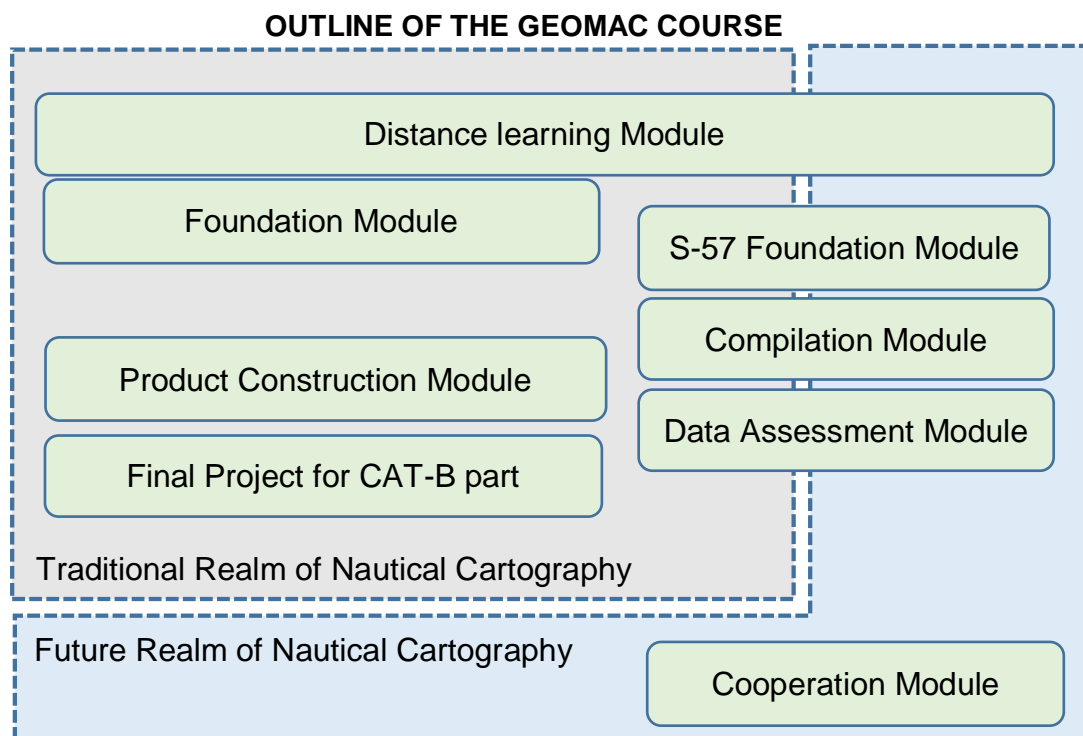 OUTLINE OF THE GEOMAC COURSE
Distance learning Module
Foundation Module
S-57 Foundation Module
Compilation Module
Product Construction Module
Data Assessment Module
Final Project for CAT-B part
Traditional Realm of Nautical Cartography
Future Realm of Nautical Cartography
Cooperation Module